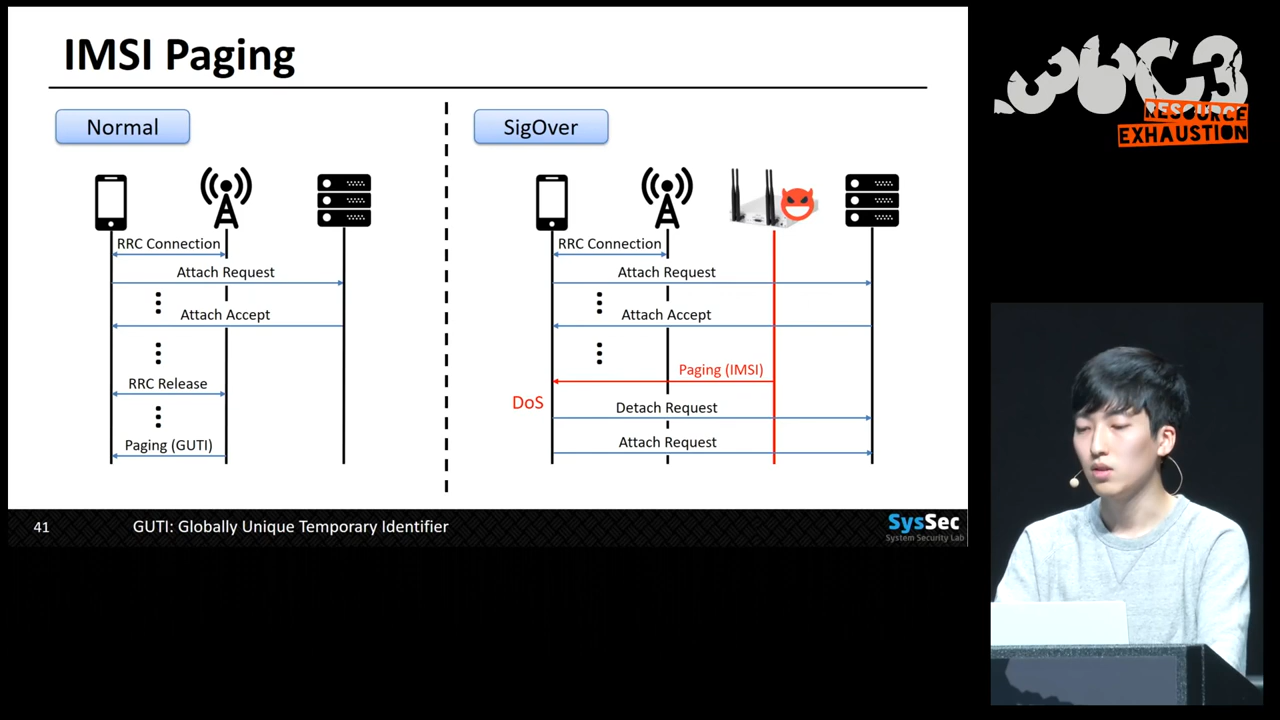 IMSI Paging
Normal
RRC Connection
Attach Request
Attach Accept
RRC Release
Paging (GUTI)
SigOver
RRC Connection
Attach Request
Attach Accept
Paging (IMSI)
DoS
Detach Request
Attach Request
41
GUTI: Globally Unique Temporary Identifier
SysSec
System Security Lab
36C3
RESOURCE
EXHAUSTION